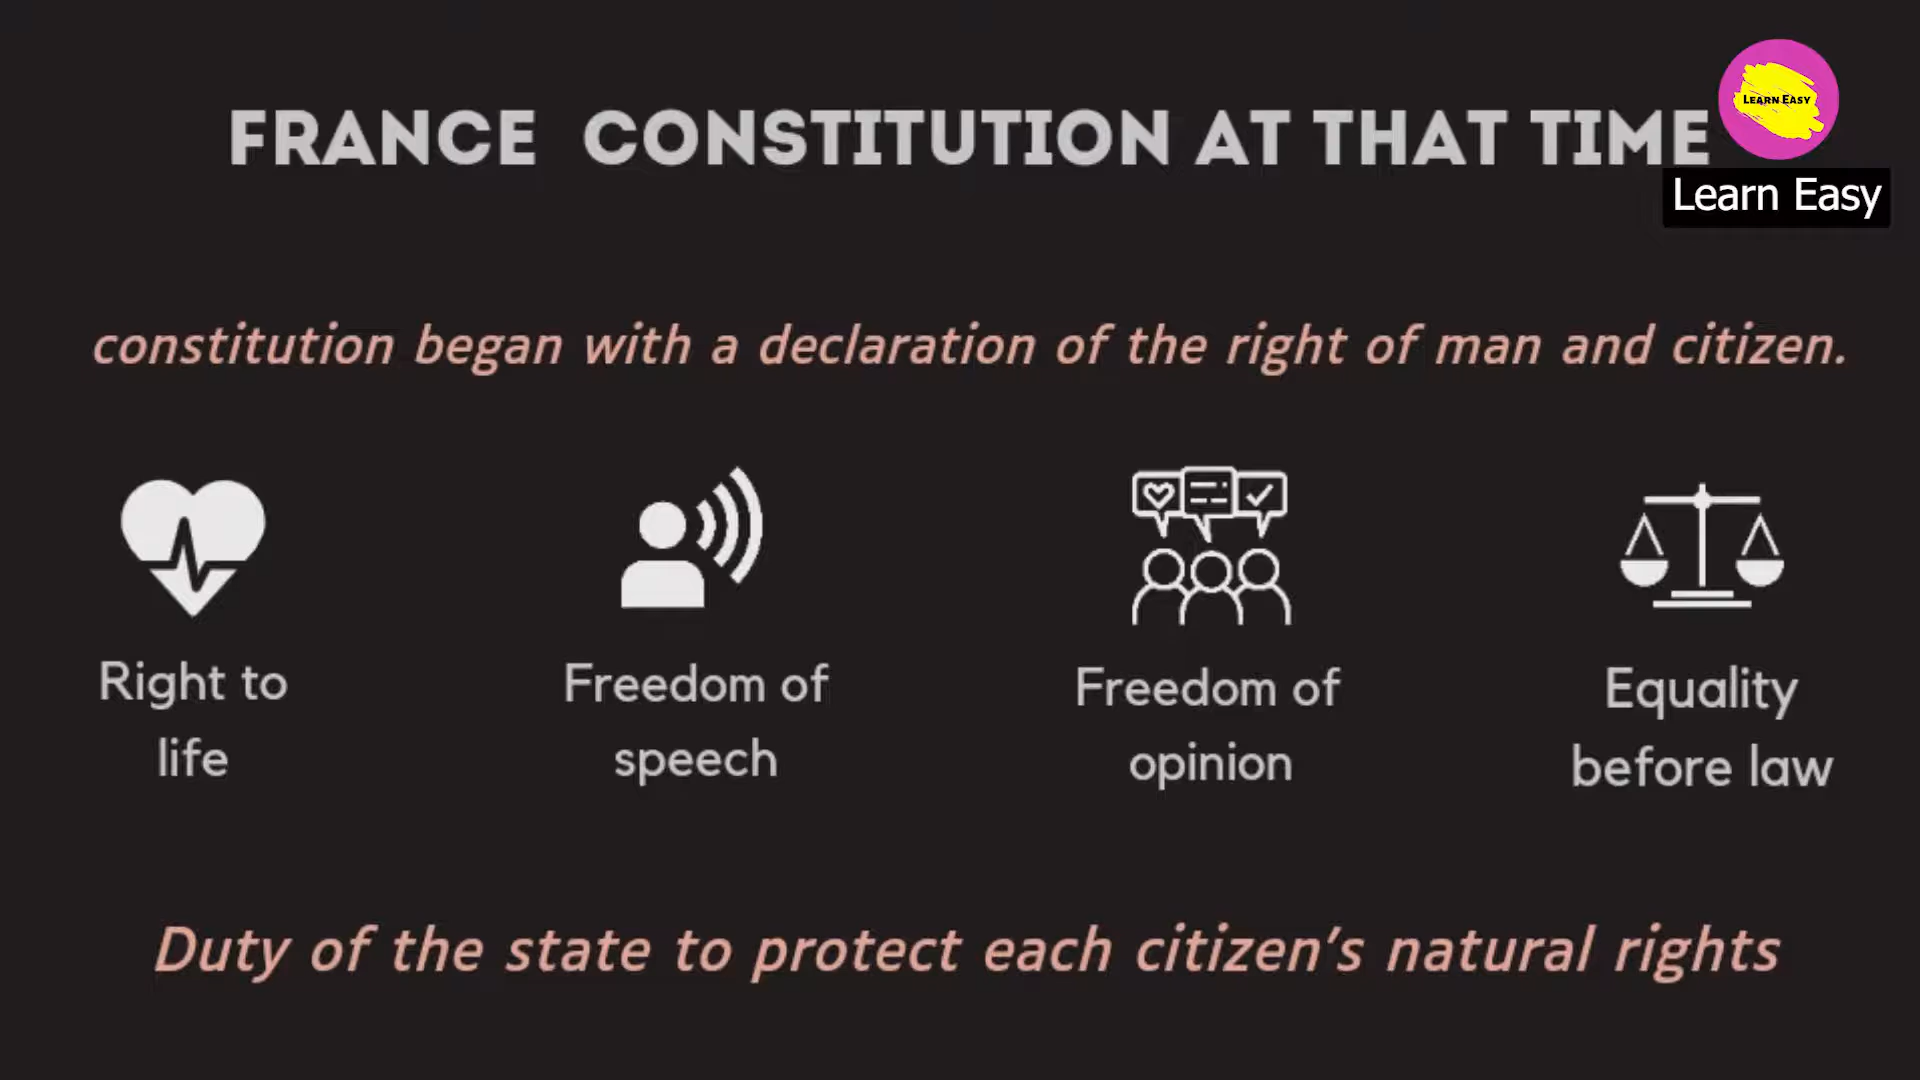 FRANCE CONSTITUTION AT THAT TIME
LEARN EASY
Learn Easy
constitution began with a declaration of the right of man and citizen.
Right to
life
Freedom of
speech
Freedom of
opinion
Equality
before law
Duty of the state to protect each citizen's natural rights